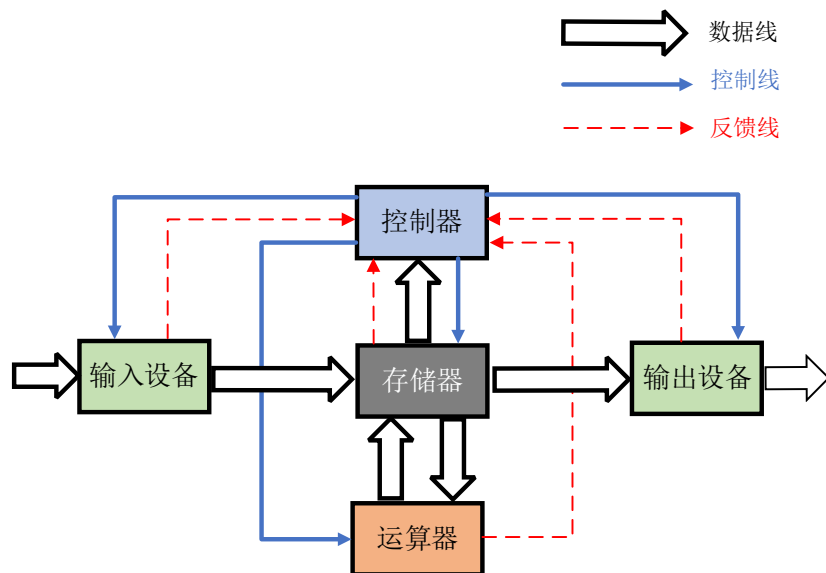 数据线
控制线
反馈线
控制器
输入设备
存储器
输出设备
运算器